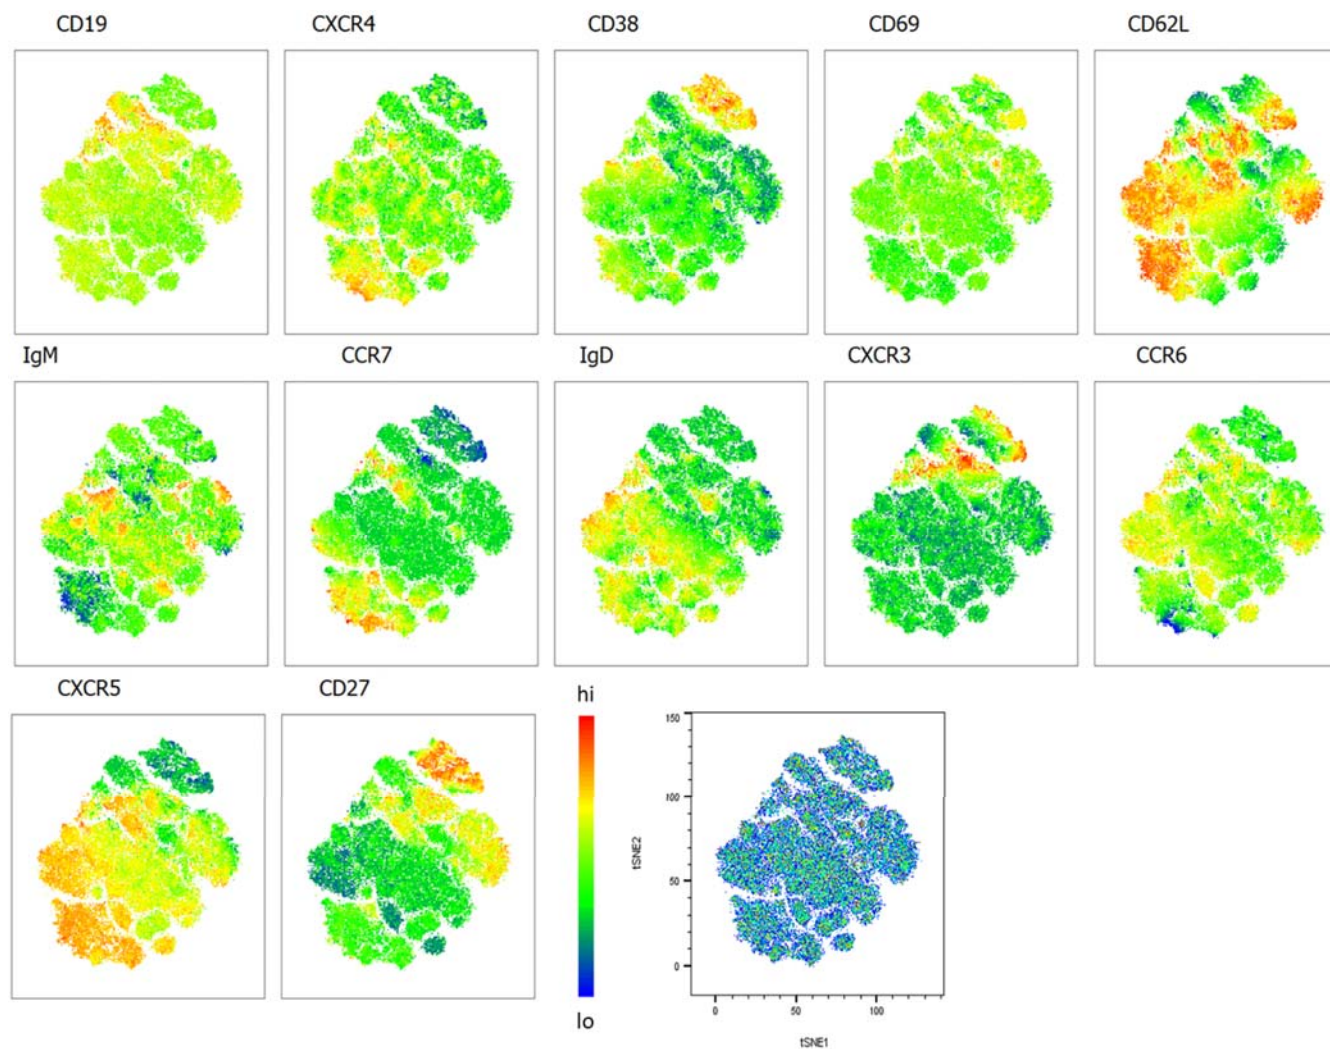 CD19 CXCR4 CD38 CD69 CD62L
IgM CCR7 IgD CXCR3 CCR6
CXCR5 CD27
hi
lo
150
100
50
0
tSNE2
0 50 100
tSNE1